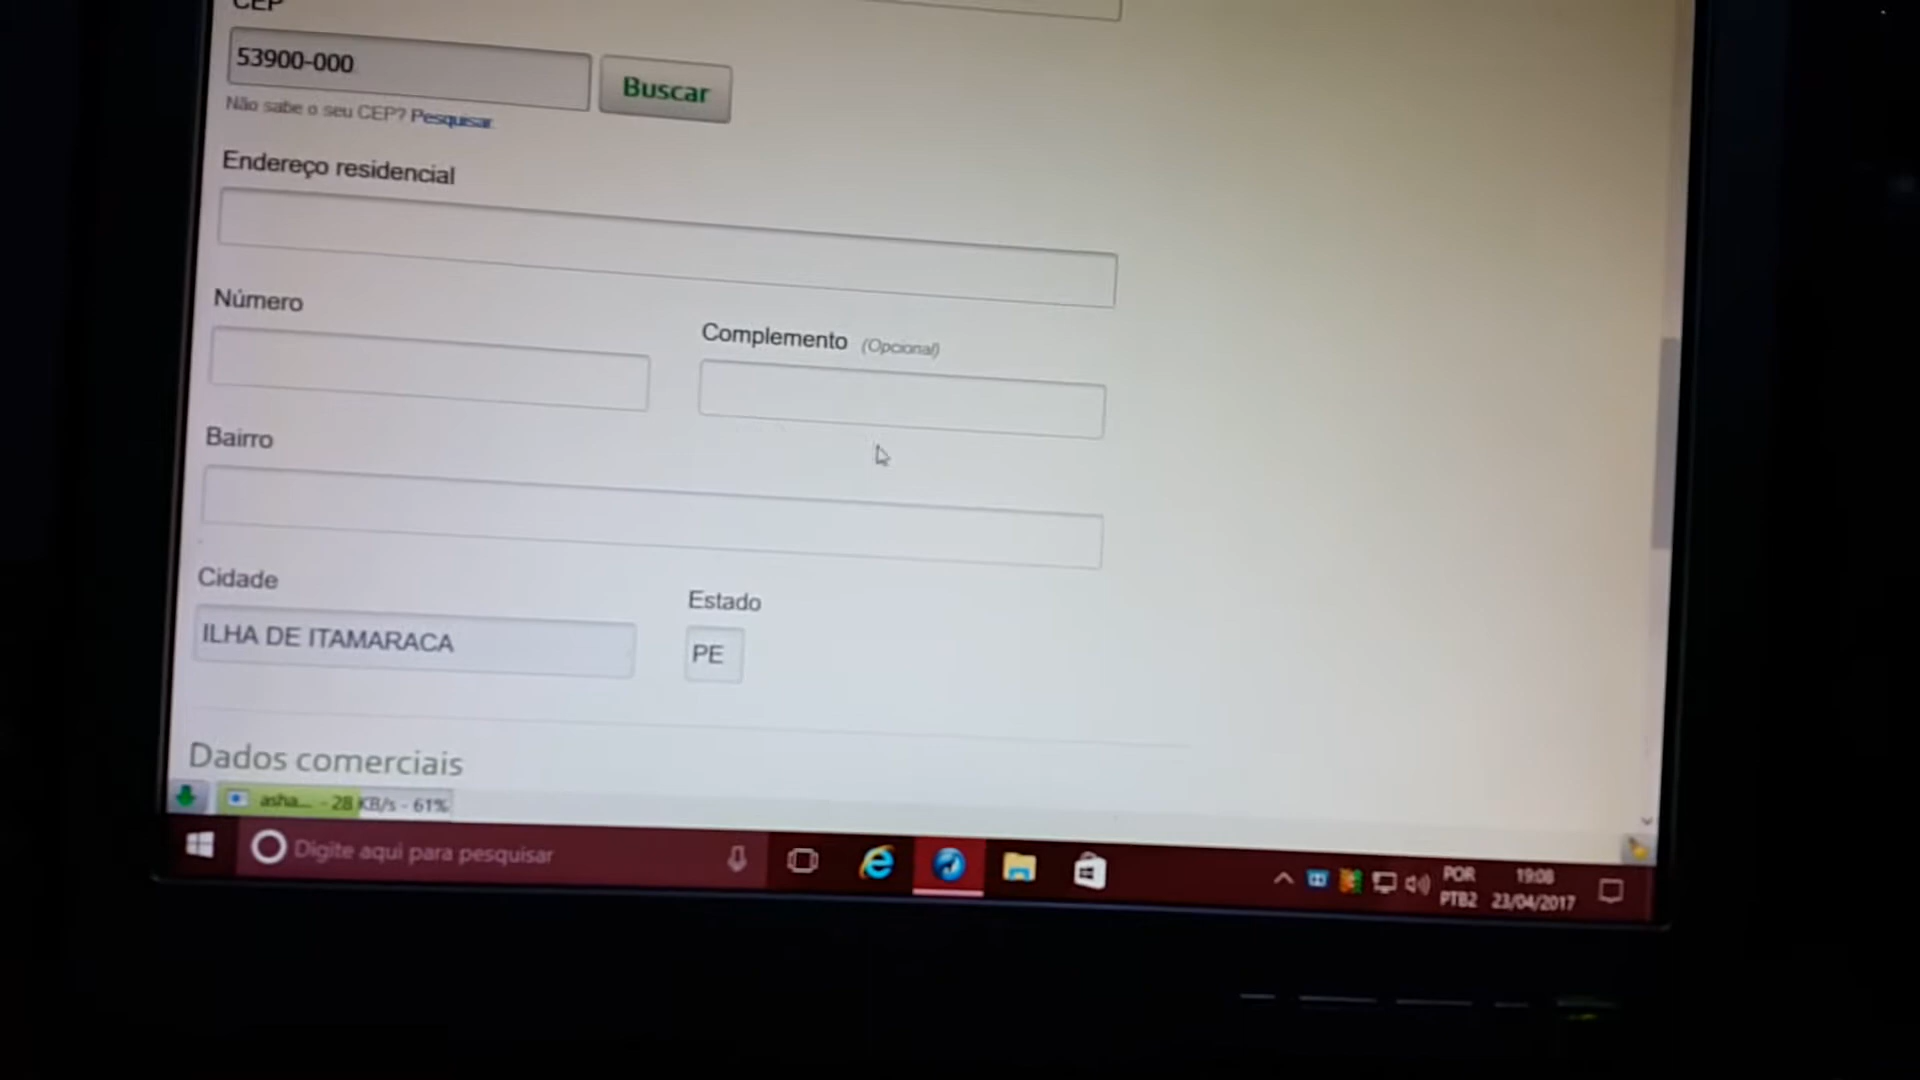 CEP
53900-000
Buscar
Não sabe o seu CEP? Pesquisar.
Endereço residencial
Número
Complemento (Opcional)
Bairro
Cidade
Estado
ILHA DE ITAMARACA
PE
Dados comerciais
asha... - 28 KB/s - 61%
Digite aqui para pesquisar
POR
19:08
PTB2
23/04/2017